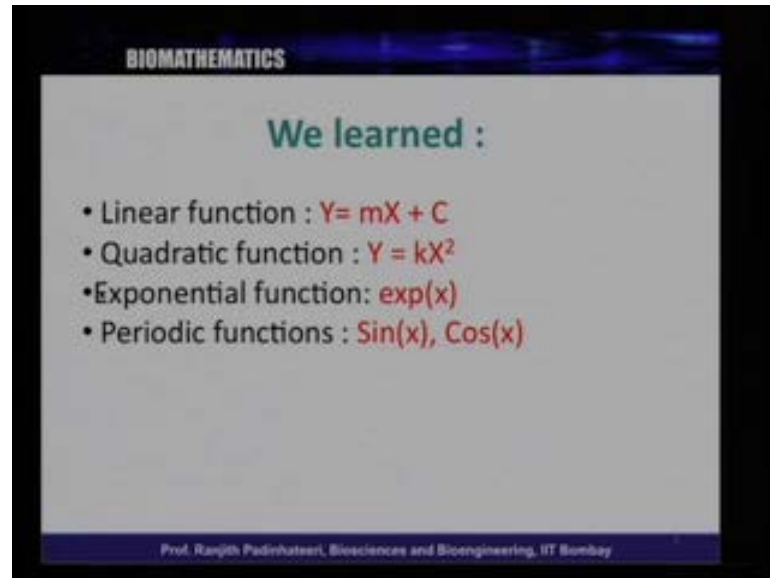 BIOMATHEMATICS
We learned :
• Linear function : Y= mX + C
• Quadratic function : Y = kX²
•Exponential function: exp(x)
• Periodic functions : Sin(x), Cos(x)
Prof. Ranjith Padinhateeri, Biosciences and Bioengineering, IIT Bombay